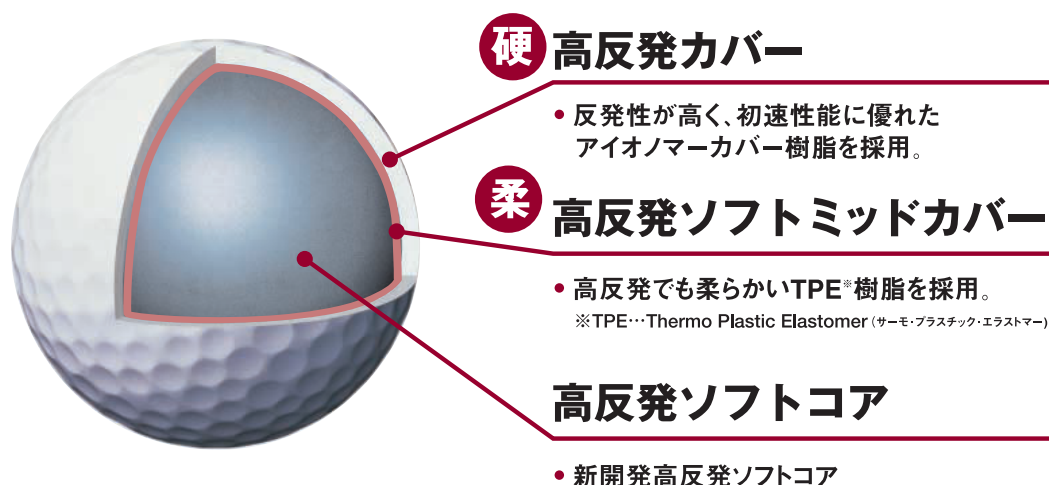 硬 高反発カバー
• 反発性が高く、初速性能に優れた
アイオノマーカバー樹脂を採用。
柔 高反発ソフトミッドカバー
• 高反発でも柔らかいTPE※樹脂を採用。
※TPE…Thermo Plastic Elastomer（サーモ・プラスチック・エラストマー）
高反発ソフトコア
• 新開発高反発ソフトコア